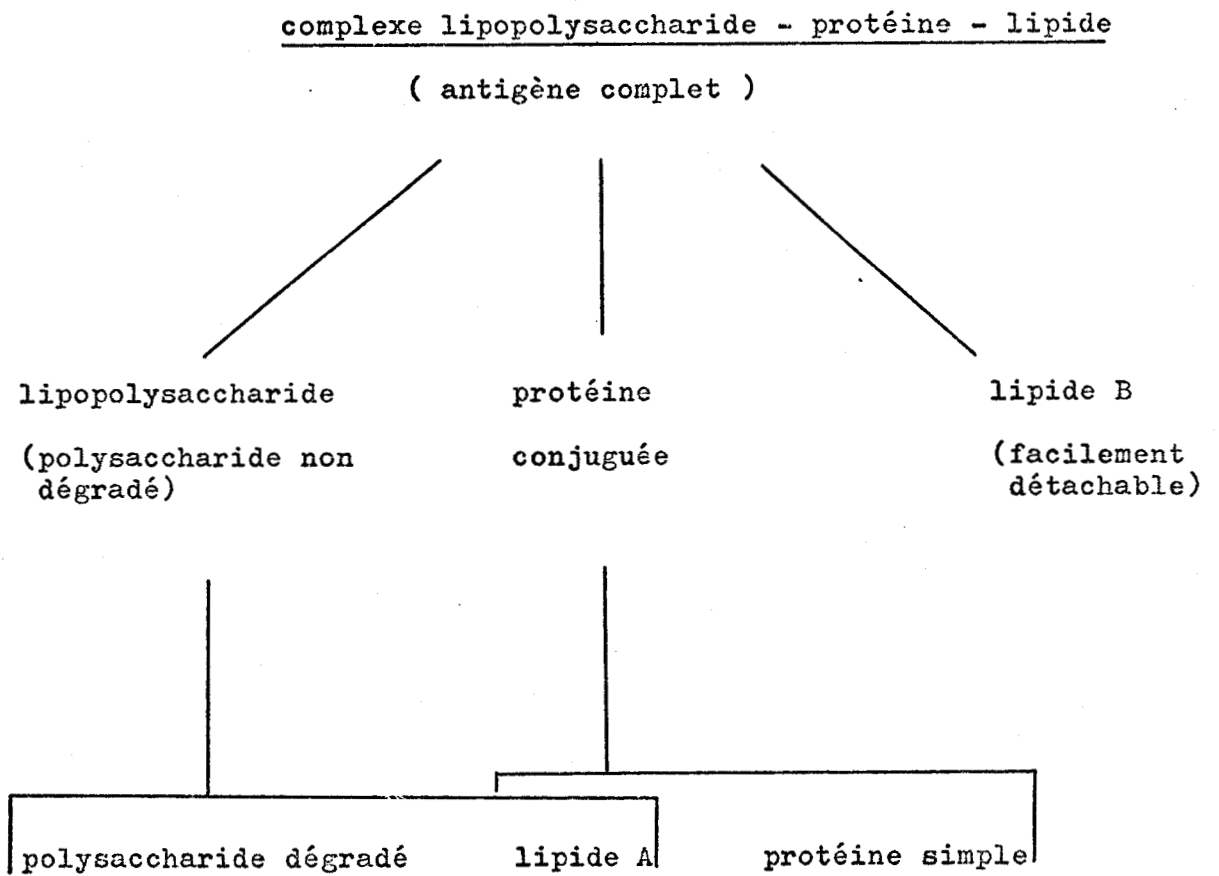 complexe lipopolysaccharide - protéine - lipide
( antigène complet )
lipopolysaccharide
(polysaccharide non
dégradé)
protéine
conjuguée
lipide B
(facilement
détachable)
polysaccharide dégradé
lipide A
protéine simple